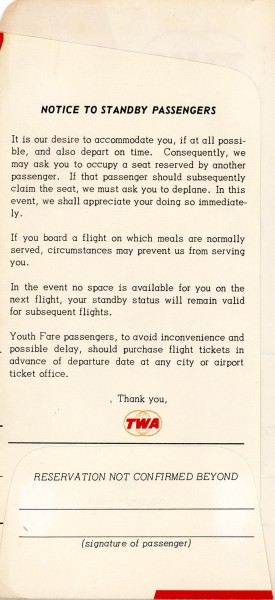 NOTICE TO STANDBY PASSENGERS
It is our desire to accommodate you, if at all possi-
ble, and also depart on time. Consequently, we
may ask you to occupy a seat reserved by another
passenger. If that passenger should subsequently
claim the seat, we must ask you to deplane. In this
event, we shall appreciate your doing so immediate-
ly.
If you board a flight on which meals are normally
served, circumstances may prevent us from serving
you.
In the event no space is available for you on the
next flight, your standby status will remain valid
for subsequent flights.
Youth Fare passengers, to avoid inconvenience and
possible delay, should purchase flight tickets in
advance of departure date at any city or airport
ticket office.
Thank you,
TWA
RESERVATION NOT CONFIRMED BEYOND
(signature of passenger)